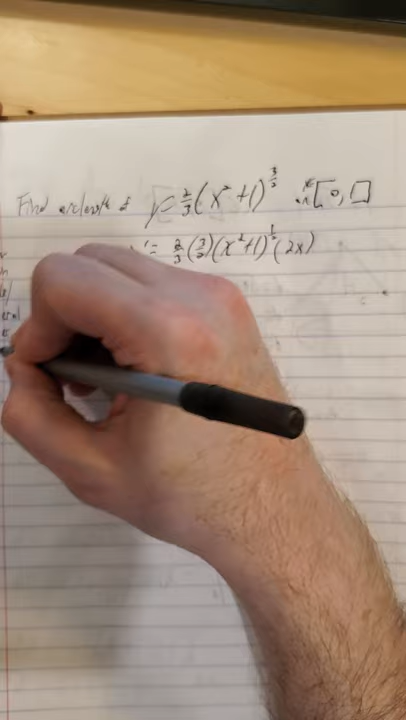 Find arclength of y = 2/3 (x² + 1)^(3/2) on [0, 1]
y' = 2/3 (3/2) (x² + 1)^(1/2) (2x)